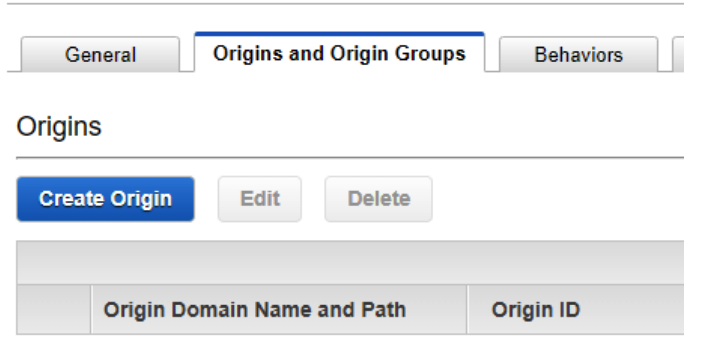 General Origins and Origin Groups Behaviors
Origins
Create Origin Edit Delete
Origin Domain Name and Path Origin ID